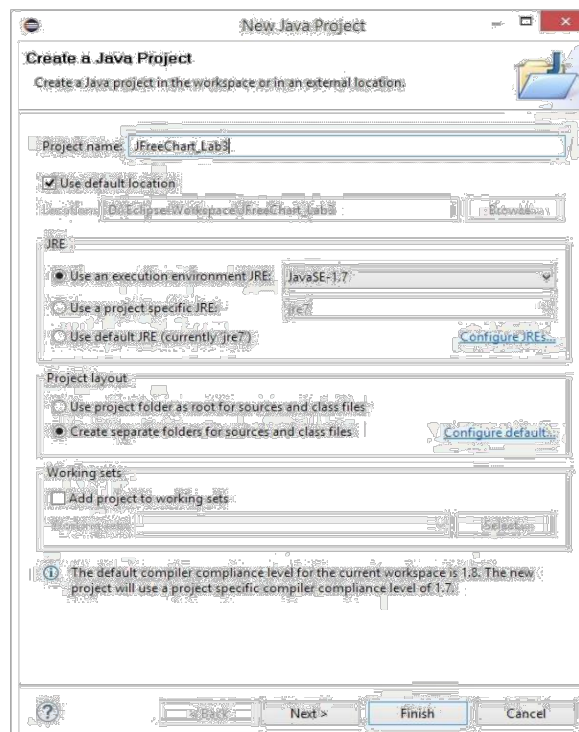 New Java Project
Create a Java Project
Create a Java project in the workspace or in an external location.
Project name: JFreeChart_Lab3
Use default location
Location: D:\Eclipse Workspace\JFreeChart_Lab3 Browse...
JRE
Use an execution environment JRE: JavaSE-1.7
Use a project specific JRE: jre7
Use default JRE (currently 'jre7') Configure JREs...
Project layout
Use project folder as root for sources and class files
Create separate folders for sources and class files Configure default...
Working sets
Add project to working sets
Select...
The default compiler compliance level for the current workspace is 1.8. The new
project will use a project specific compiler compliance level of 1.7.
? < Back Next > Finish Cancel